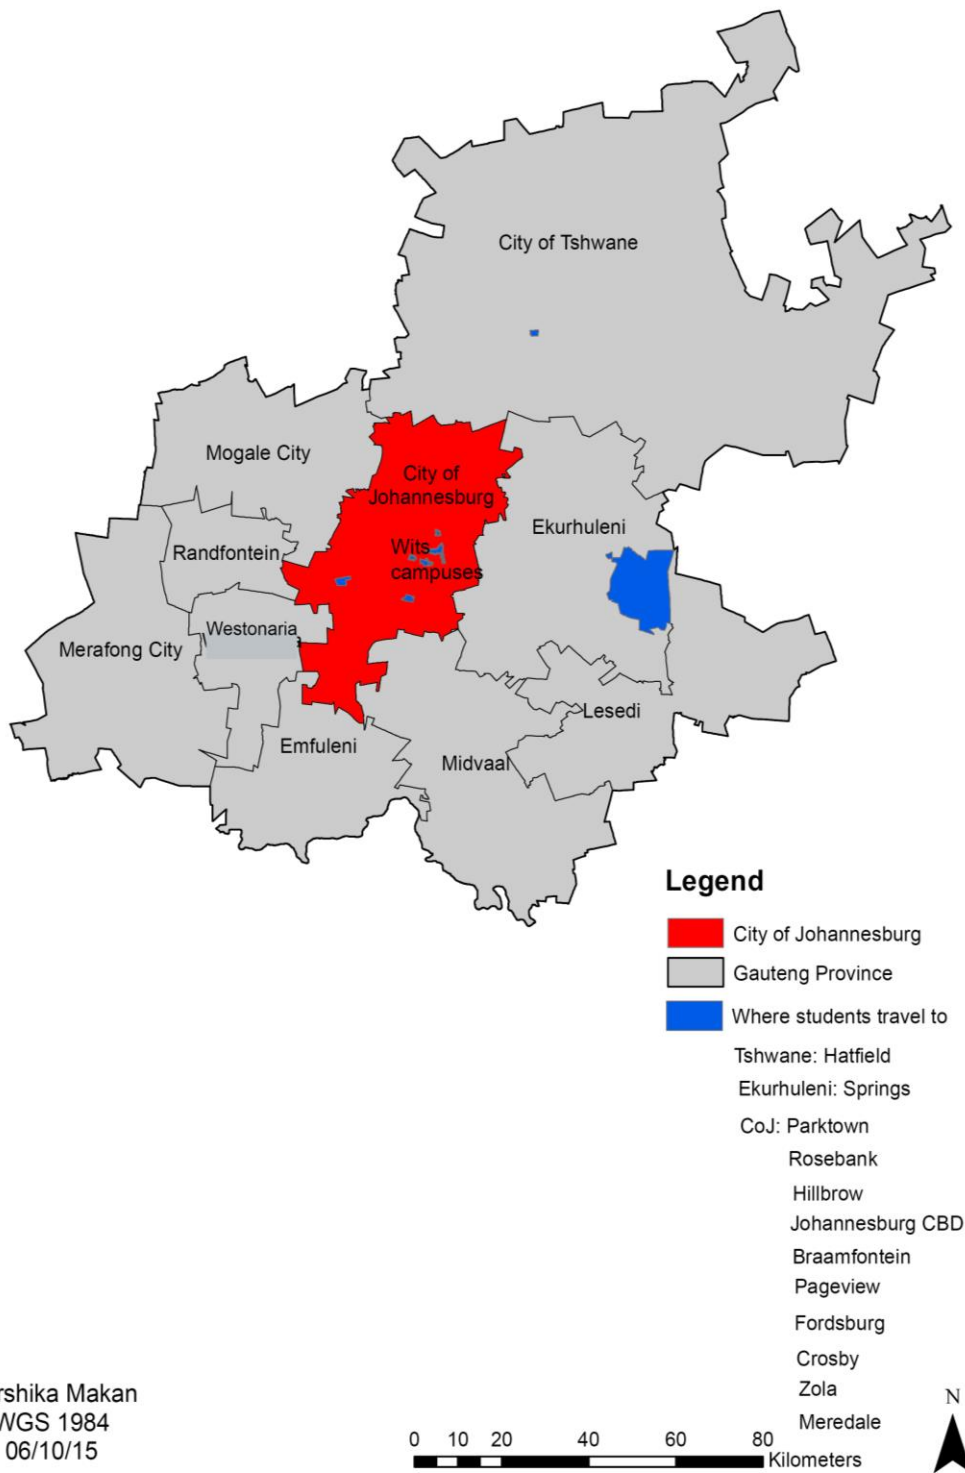 City of Tshwane
Mogale City
City of
Johannesburg
Ekurhuleni
Randfontein
Wits
campuses
Westonaria
Merafong City
Lesedi
Emfuleni
Midvaal
Legend
City of Johannesburg
Gauteng Province
Where students travel to
Tshwane: Hatfield
Ekurhuleni: Springs
CoJ: Parktown
Rosebank
Hillbrow
Johannesburg CBD
Braamfontein
Pageview
Fordsburg
Crosby
Zola
Meredale
rshika Makan
WGS 1984
06/10/15
0 10 20 40 60 80
Kilometers
N